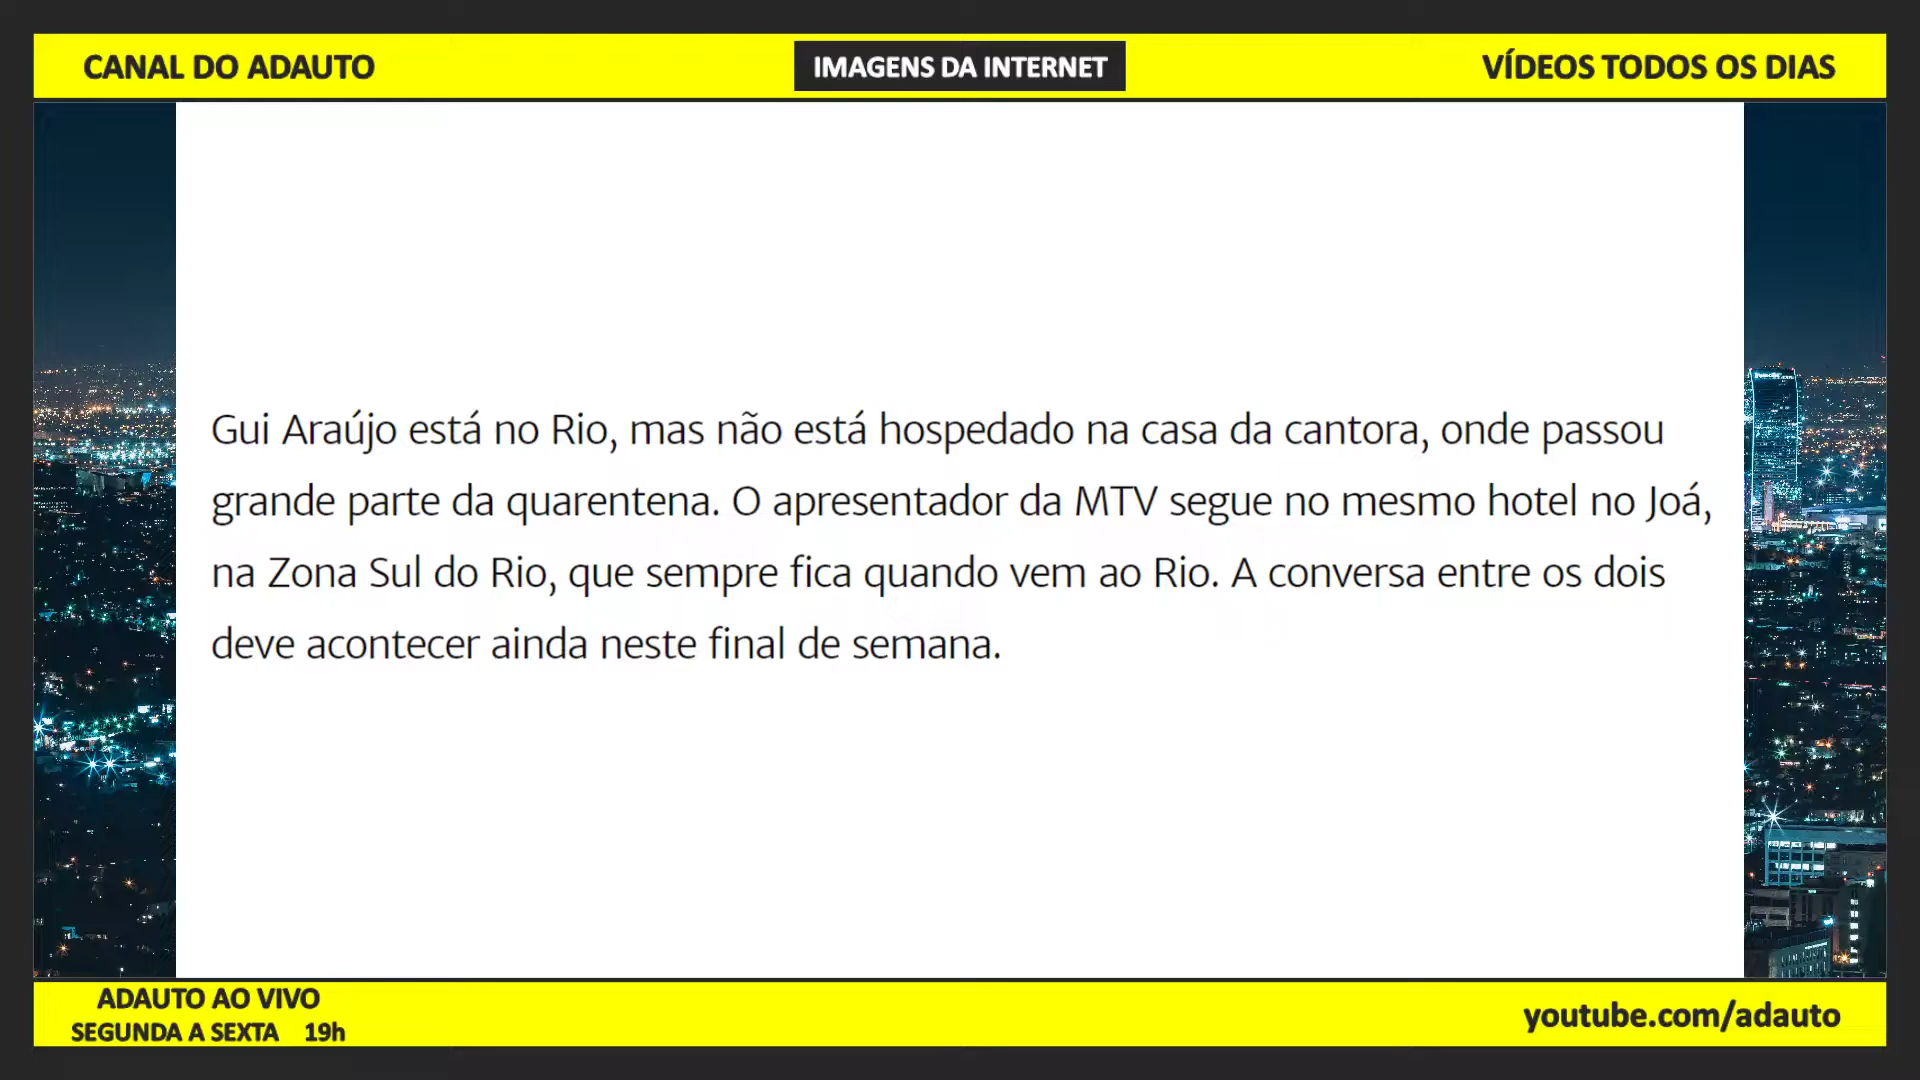 CANAL DO ADAUTO
IMAGENS DA INTERNET
VÍDEOS TODOS OS DIAS
Gui Araújo está no Rio, mas não está hospedado na casa da cantora, onde passou
grande parte da quarentena. O apresentador da MTV segue no mesmo hotel no Joá,
na Zona Sul do Rio, que sempre fica quando vem ao Rio. A conversa entre os dois
deve acontecer ainda neste final de semana.
ADAUTO AO VIVO
SEGUNDA A SEXTA 19h
youtube.com/adauto